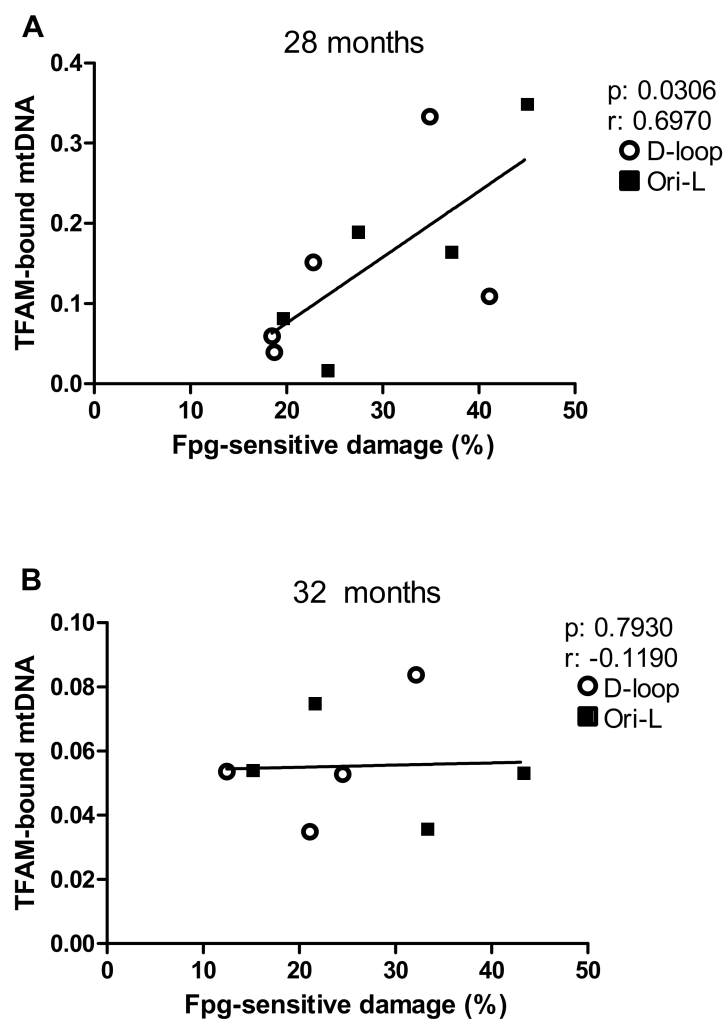 A
28 months
TFAM-bound mtDNA
0.4
0.3
0.2
0.1
0.0
0 10 20 30 40 50
Fpg-sensitive damage (%)
p: 0.0306
r: 0.6970
D-loop
Ori-L
B
32 months
TFAM-bound mtDNA
0.10
0.08
0.06
0.04
0.02
0.00
0 10 20 30 40 50
Fpg-sensitive damage (%)
p: 0.7930
r: -0.1190
D-loop
Ori-L